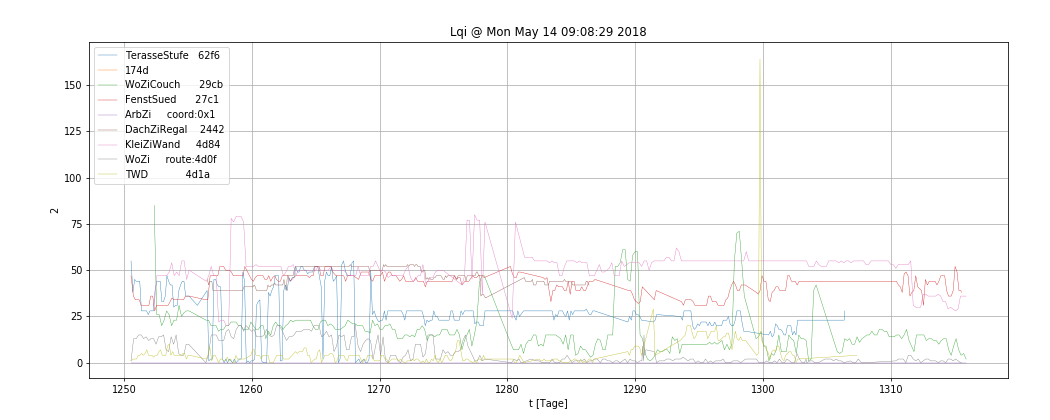 Lqi @ Mon May 14 09:08:29 2018
TerasseStufe 62f6
174d
WoZiCouch 29cb
FenstSued 27c1
ArbZi coord:0x1
DachZiRegal 2442
KleiZiWand 4d84
WoZi route:4d0f
TWD 4d1a
150
125
100
75
50
25
0
2
1250 1260 1270 1280 1290 1300 1310
t [Tage]